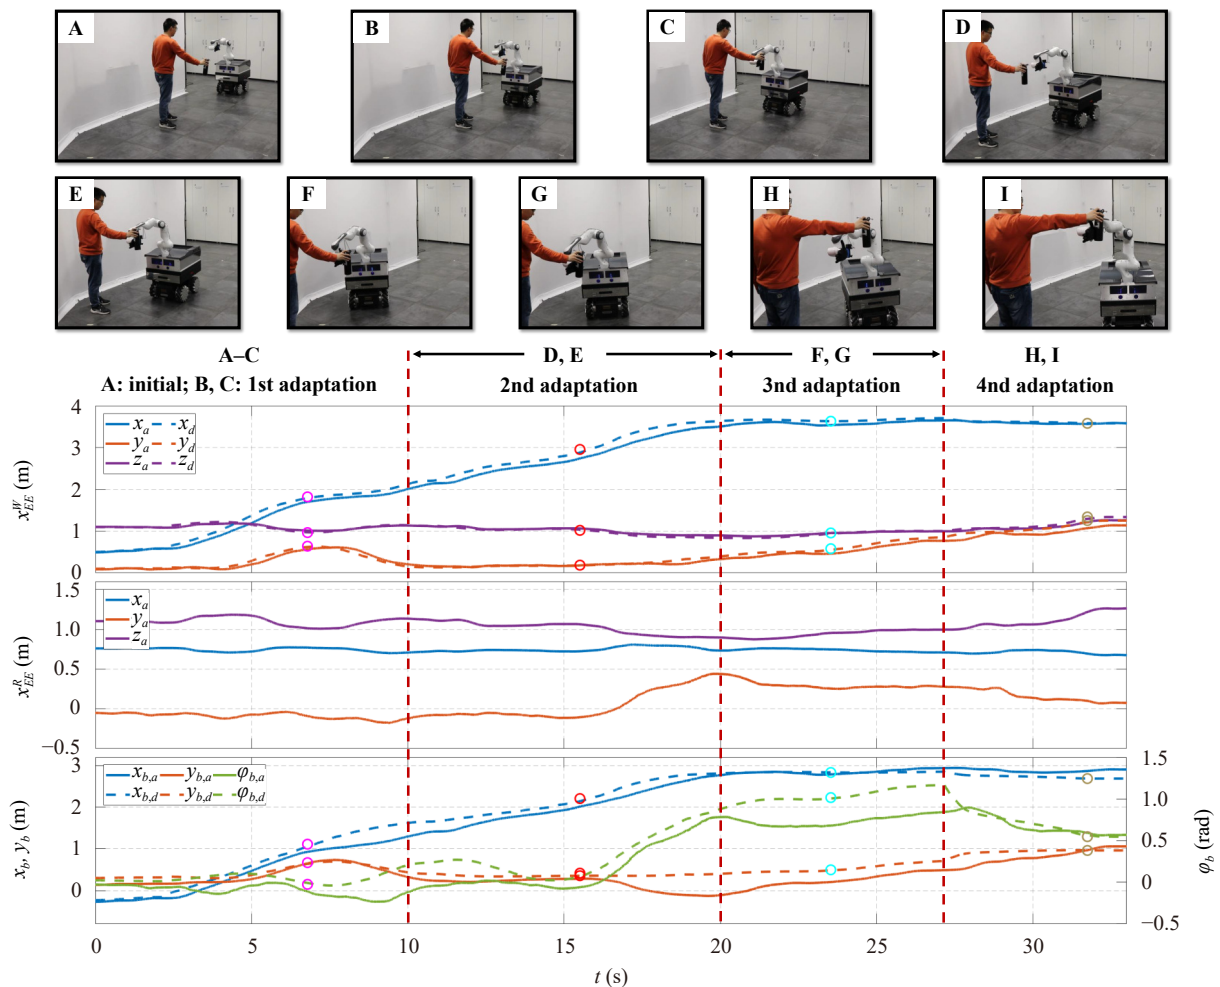 A
B
C
D
E
F
G
H
I
A–C
D, E
F, G
H, I
A: initial; B, C: 1st adaptation
2nd adaptation
3nd adaptation
4nd adaptation
x_a x_d
y_a y_d
z_a z_d
x^W_EE (m)
4
3
2
1
0
x_a
y_a
z_a
x^R_EE (m)
1.5
1.0
0.5
0
−0.5
x_b,a y_b,a φ_b,a
x_b,d y_b,d φ_b,d
x_b, y_b (m)
3
2
1
0
1.5
1.0
0.5
0
−0.5
φ_b (rad)
0 5 10 15 20 25 30
t (s)